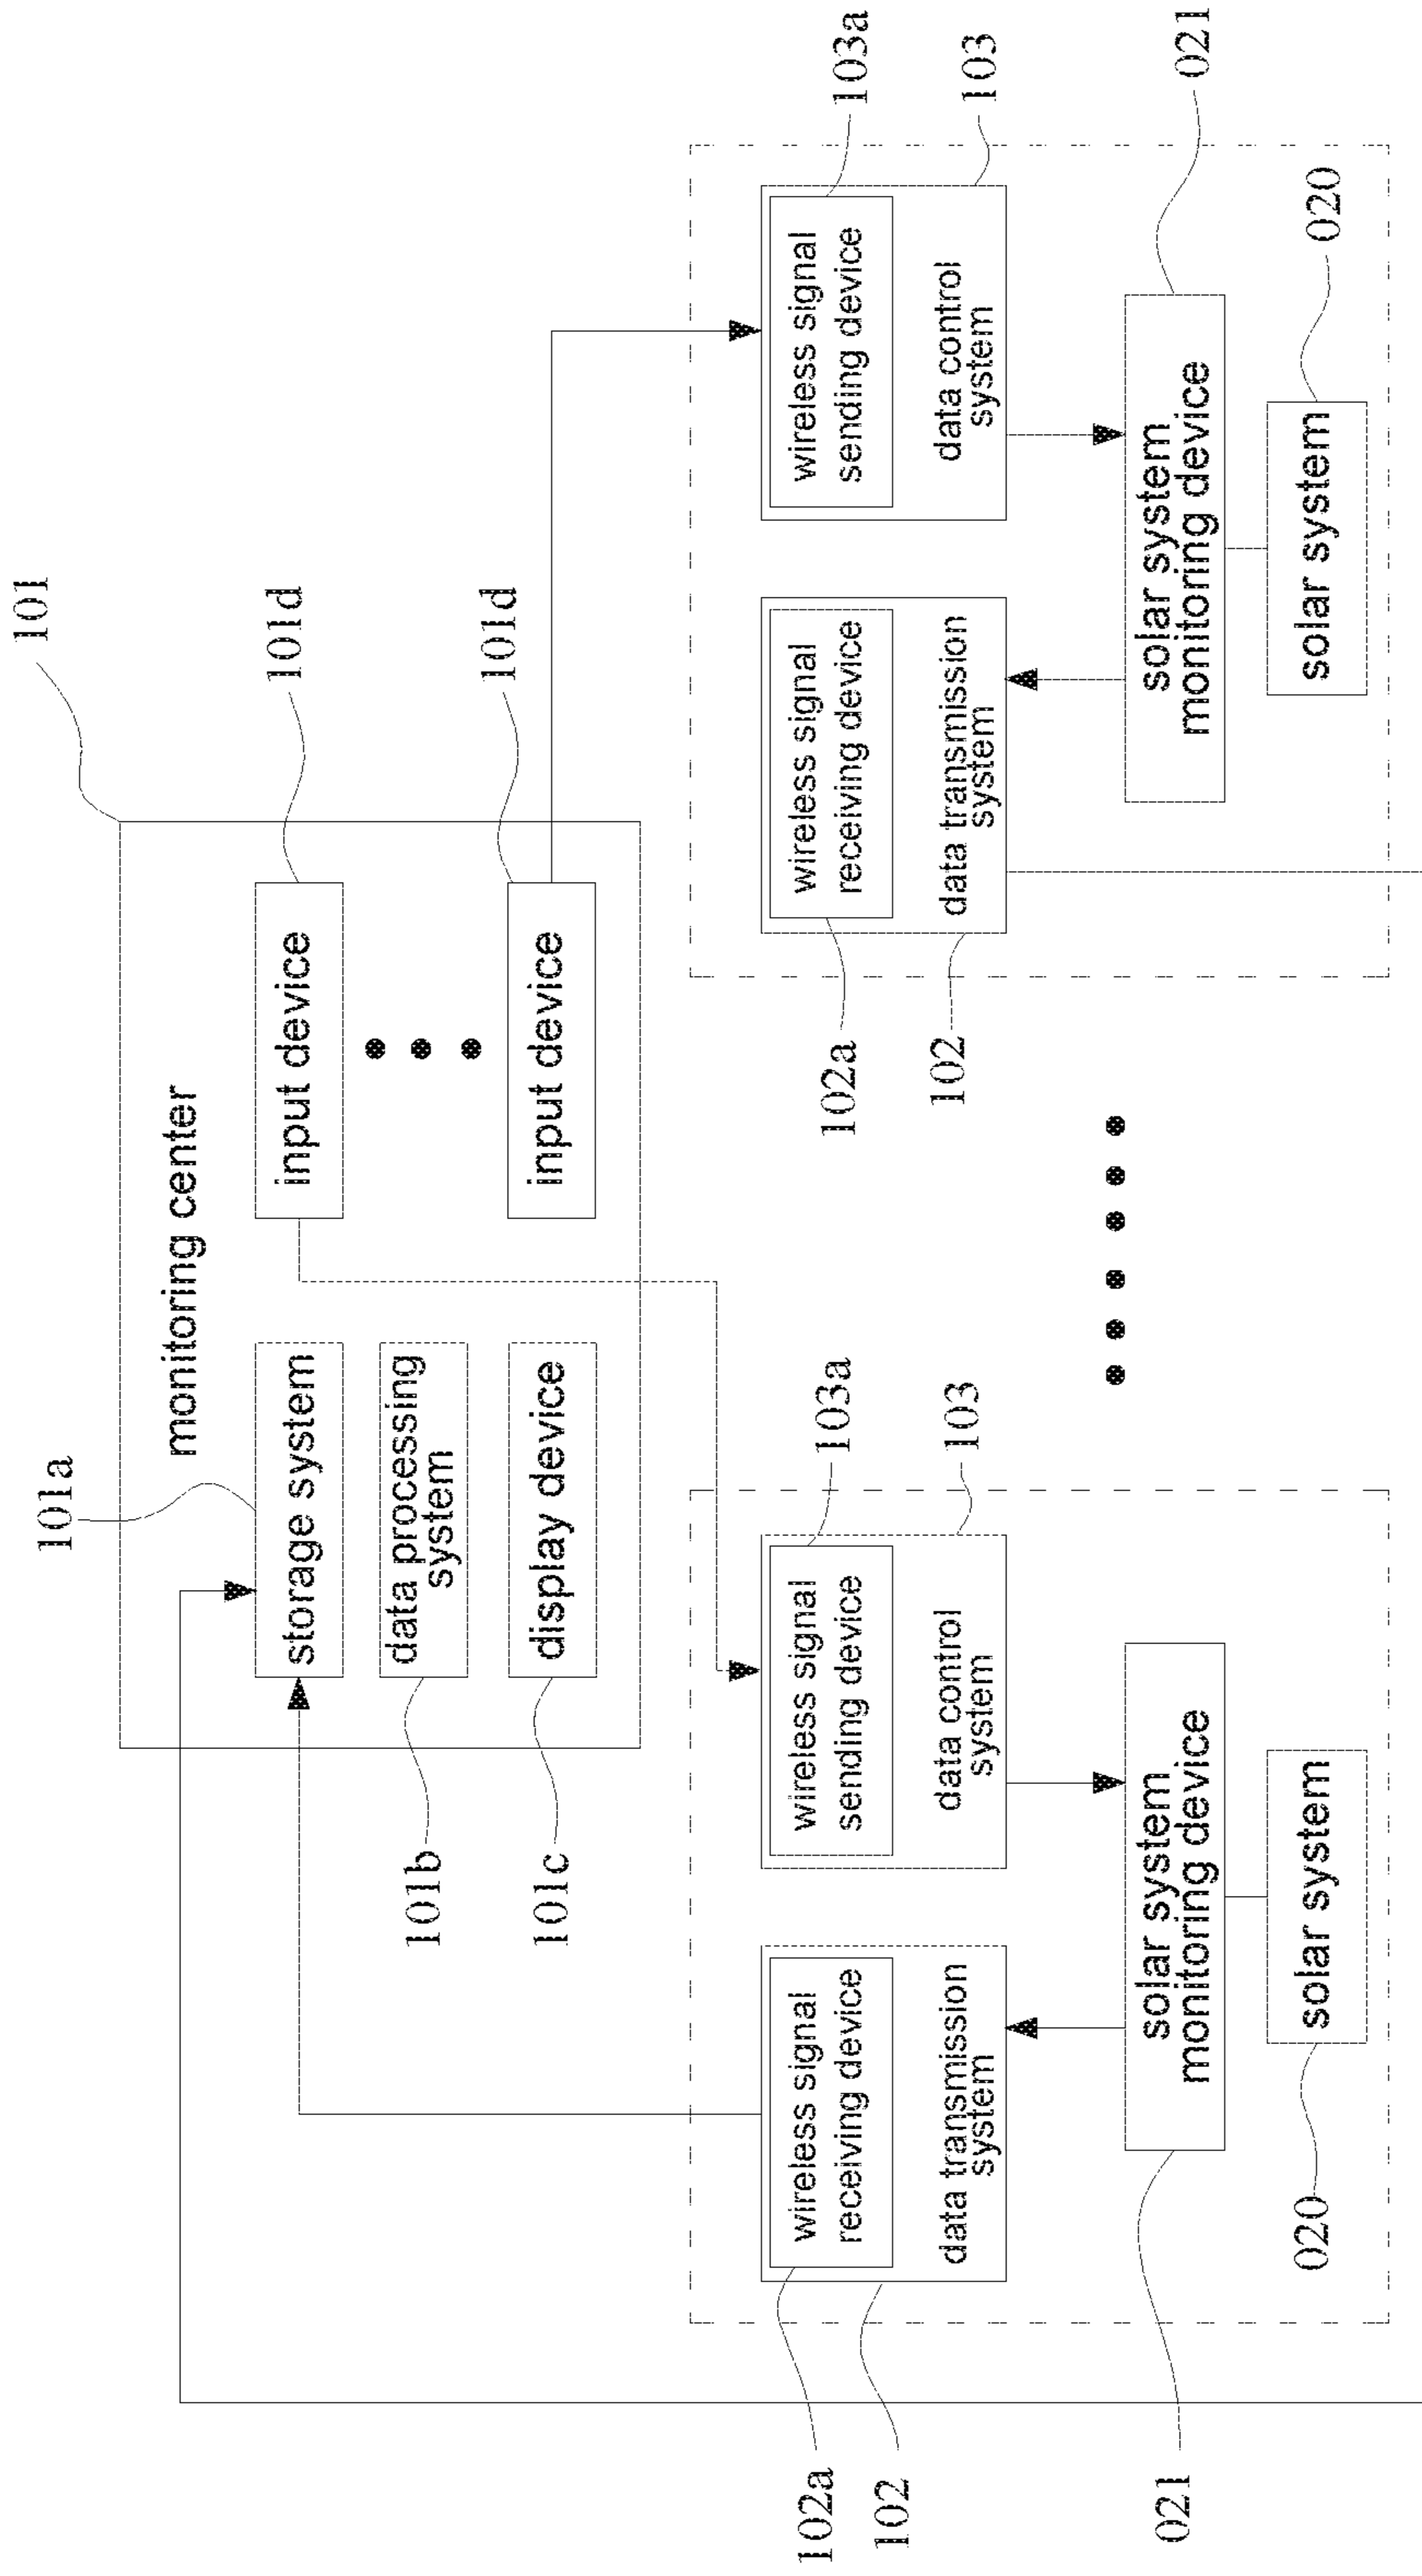 101
101a
monitoring center
storage system
input device
101d
data processing
system
101b
display device
101c
input device
101d
102a
wireless signal
receiving device
data transmission
system
102
wireless signal
sending device
103a
data control
system
103
solar system
monitoring device
021
solar system
020
102a
wireless signal
receiving device
data transmission
system
102
wireless signal
sending device
103a
data control
system
103
solar system
monitoring device
021
solar system
020